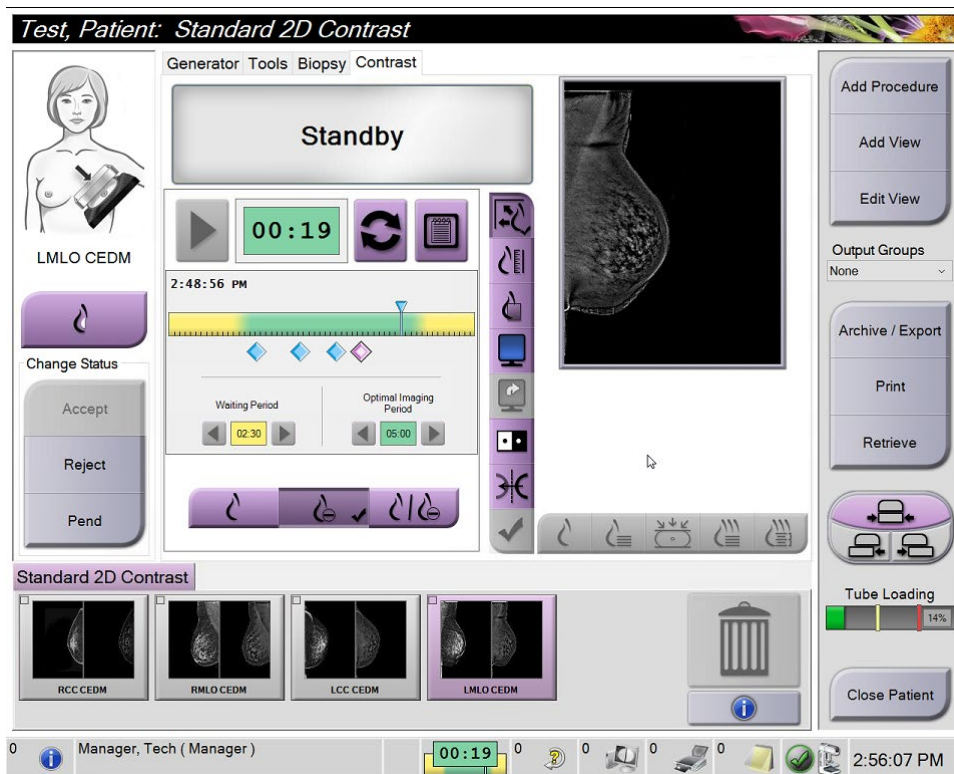 Test, Patient: Standard 2D Contrast
Generator Tools Biopsy Contrast
Standby
00:19
2:48:56 PM
Waiting Period
Optimal Imaging
Period
02:30
05:00
LMLO CEDM
Change Status
Accept
Reject
Pend
Add Procedure
Add View
Edit View
Output Groups
None
Archive / Export
Print
Retrieve
Tube Loading
14%
Close Patient
Standard 2D Contrast
RCC CEDM
RMLO CEDM
LCC CEDM
LMLO CEDM
0
Manager, Tech ( Manager )
00:19
0
0
0
0
2:56:07 PM